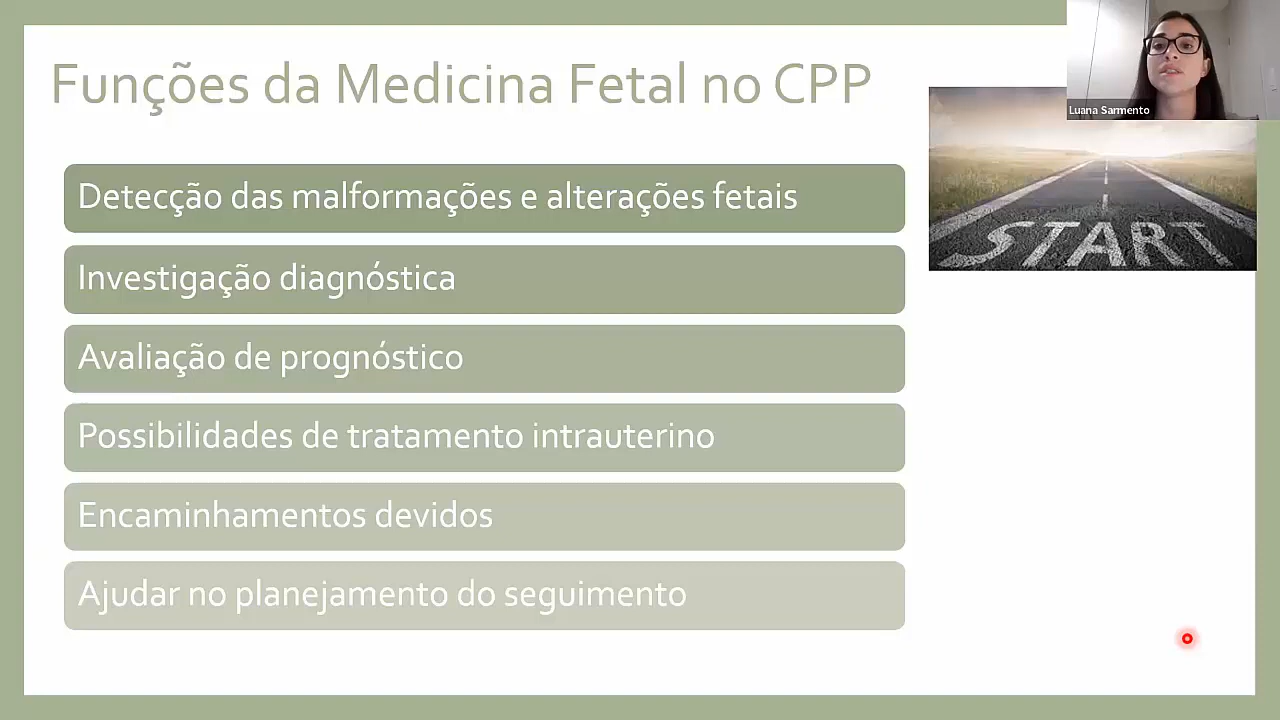 Funções da Medicina Fetal no CPP
Luana Sarmento
START
Detecção das malformações e alterações fetais
Investigação diagnóstica
Avaliação de prognóstico
Possibilidades de tratamento intrauterino
Encaminhamentos devidos
Ajudar no planejamento do seguimento